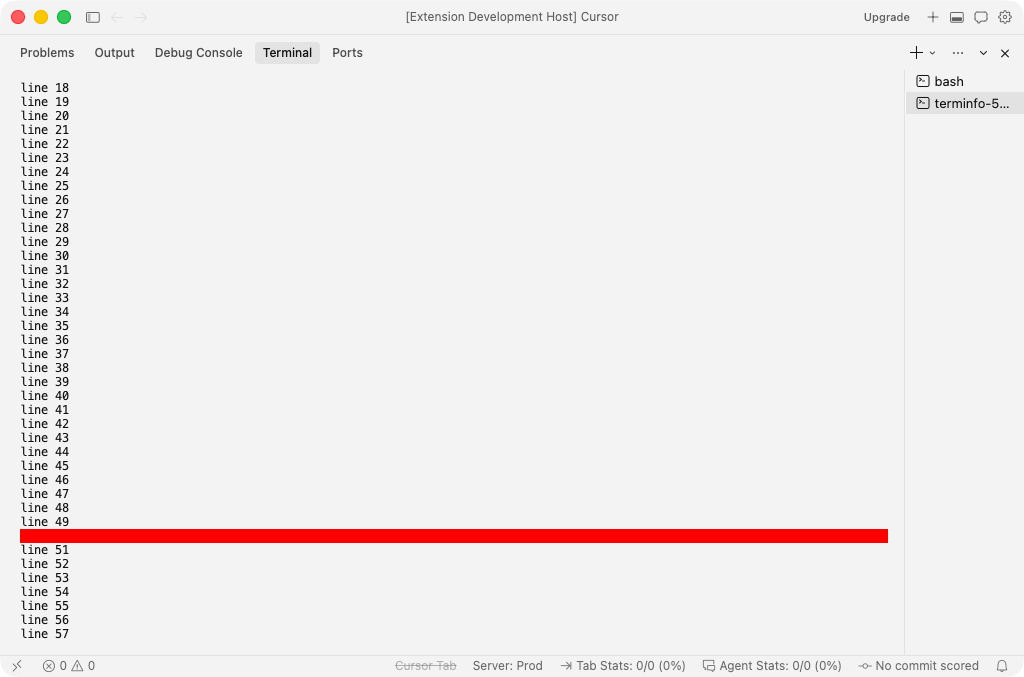 [Extension Development Host] Cursor
Upgrade
Problems Output Debug Console Terminal Ports
bash
terminfo-5...
line 18
line 19
line 20
line 21
line 22
line 23
line 24
line 25
line 26
line 27
line 28
line 29
line 30
line 31
line 32
line 33
line 34
line 35
line 36
line 37
line 38
line 39
line 40
line 41
line 42
line 43
line 44
line 45
line 46
line 47
line 48
line 49
line 51
line 52
line 53
line 54
line 55
line 56
line 57
0 0 Cursor Tab Server: Prod Tab Stats: 0/0 (0%) Agent Stats: 0/0 (0%) No commit scored